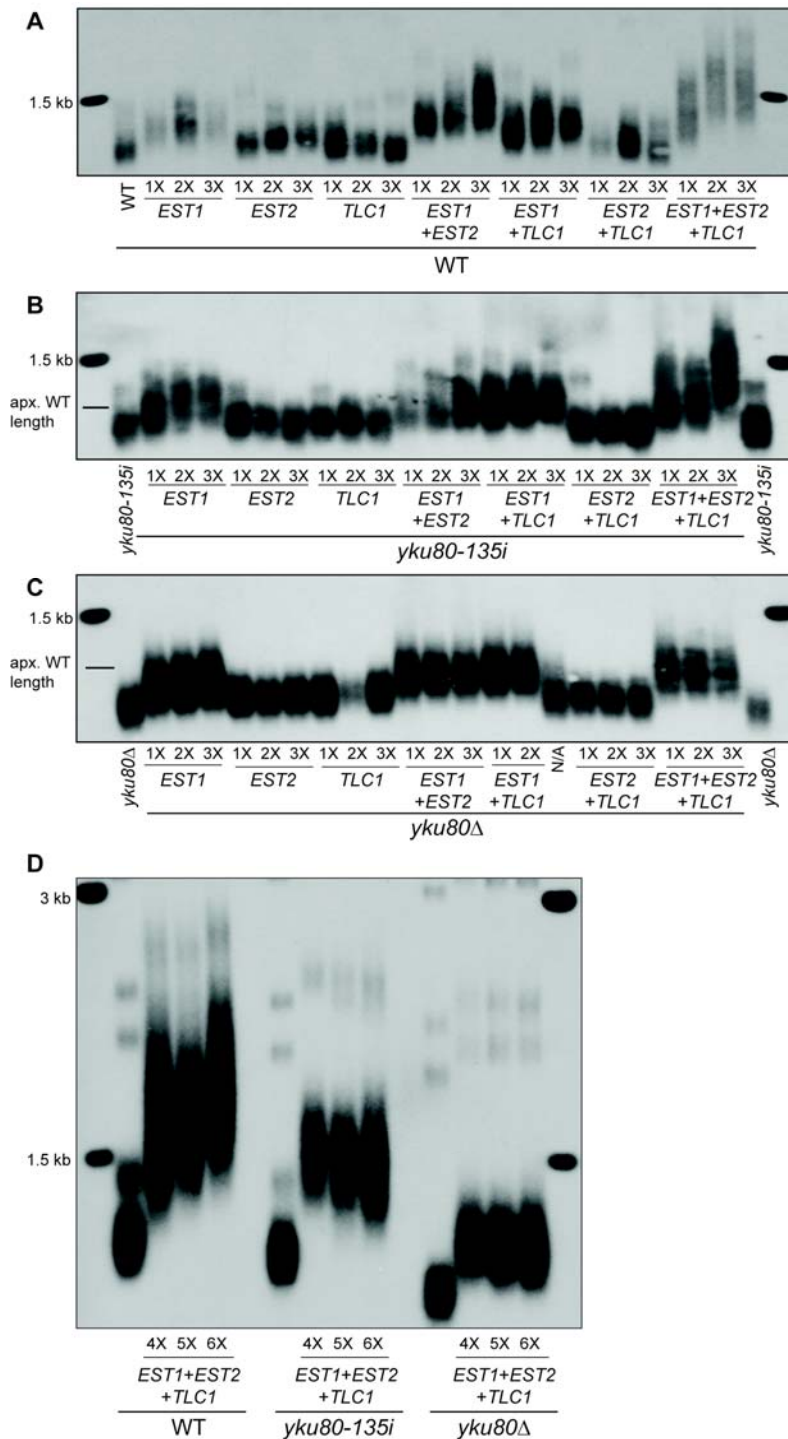 A
1.5 kb
WT 1X 2X 3X 1X 2X 3X 1X 2X 3X 1X 2X 3X 1X 2X 3X 1X 2X 3X 1X 2X 3X
EST1 EST2 TLC1 EST1 EST1 EST2 EST1+EST2
+EST2 +TLC1 +TLC1 +TLC1
WT
B
1.5 kb
apx. WT
length
yku80-135i 1X 2X 3X 1X 2X 3X 1X 2X 3X 1X 2X 3X 1X 2X 3X 1X 2X 3X 1X 2X 3X yku80-135i
EST1 EST2 TLC1 EST1 EST1 EST2 EST1+EST2
+EST2 +TLC1 +TLC1 +TLC1
yku80-135i
C
1.5 kb
apx. WT
length
yku80Δ 1X 2X 3X 1X 2X 3X 1X 2X 3X 1X 2X 3X 1X 2X N/A 1X 2X 3X 1X 2X 3X yku80Δ
EST1 EST2 TLC1 EST1 EST1 EST2 EST1+EST2
+EST2 +TLC1 +TLC1 +TLC1
yku80Δ
D
3 kb
1.5 kb
4X 5X 6X 4X 5X 6X 4X 5X 6X
EST1+EST2 EST1+EST2 EST1+EST2
+TLC1 +TLC1 +TLC1
WT yku80-135i yku80Δ